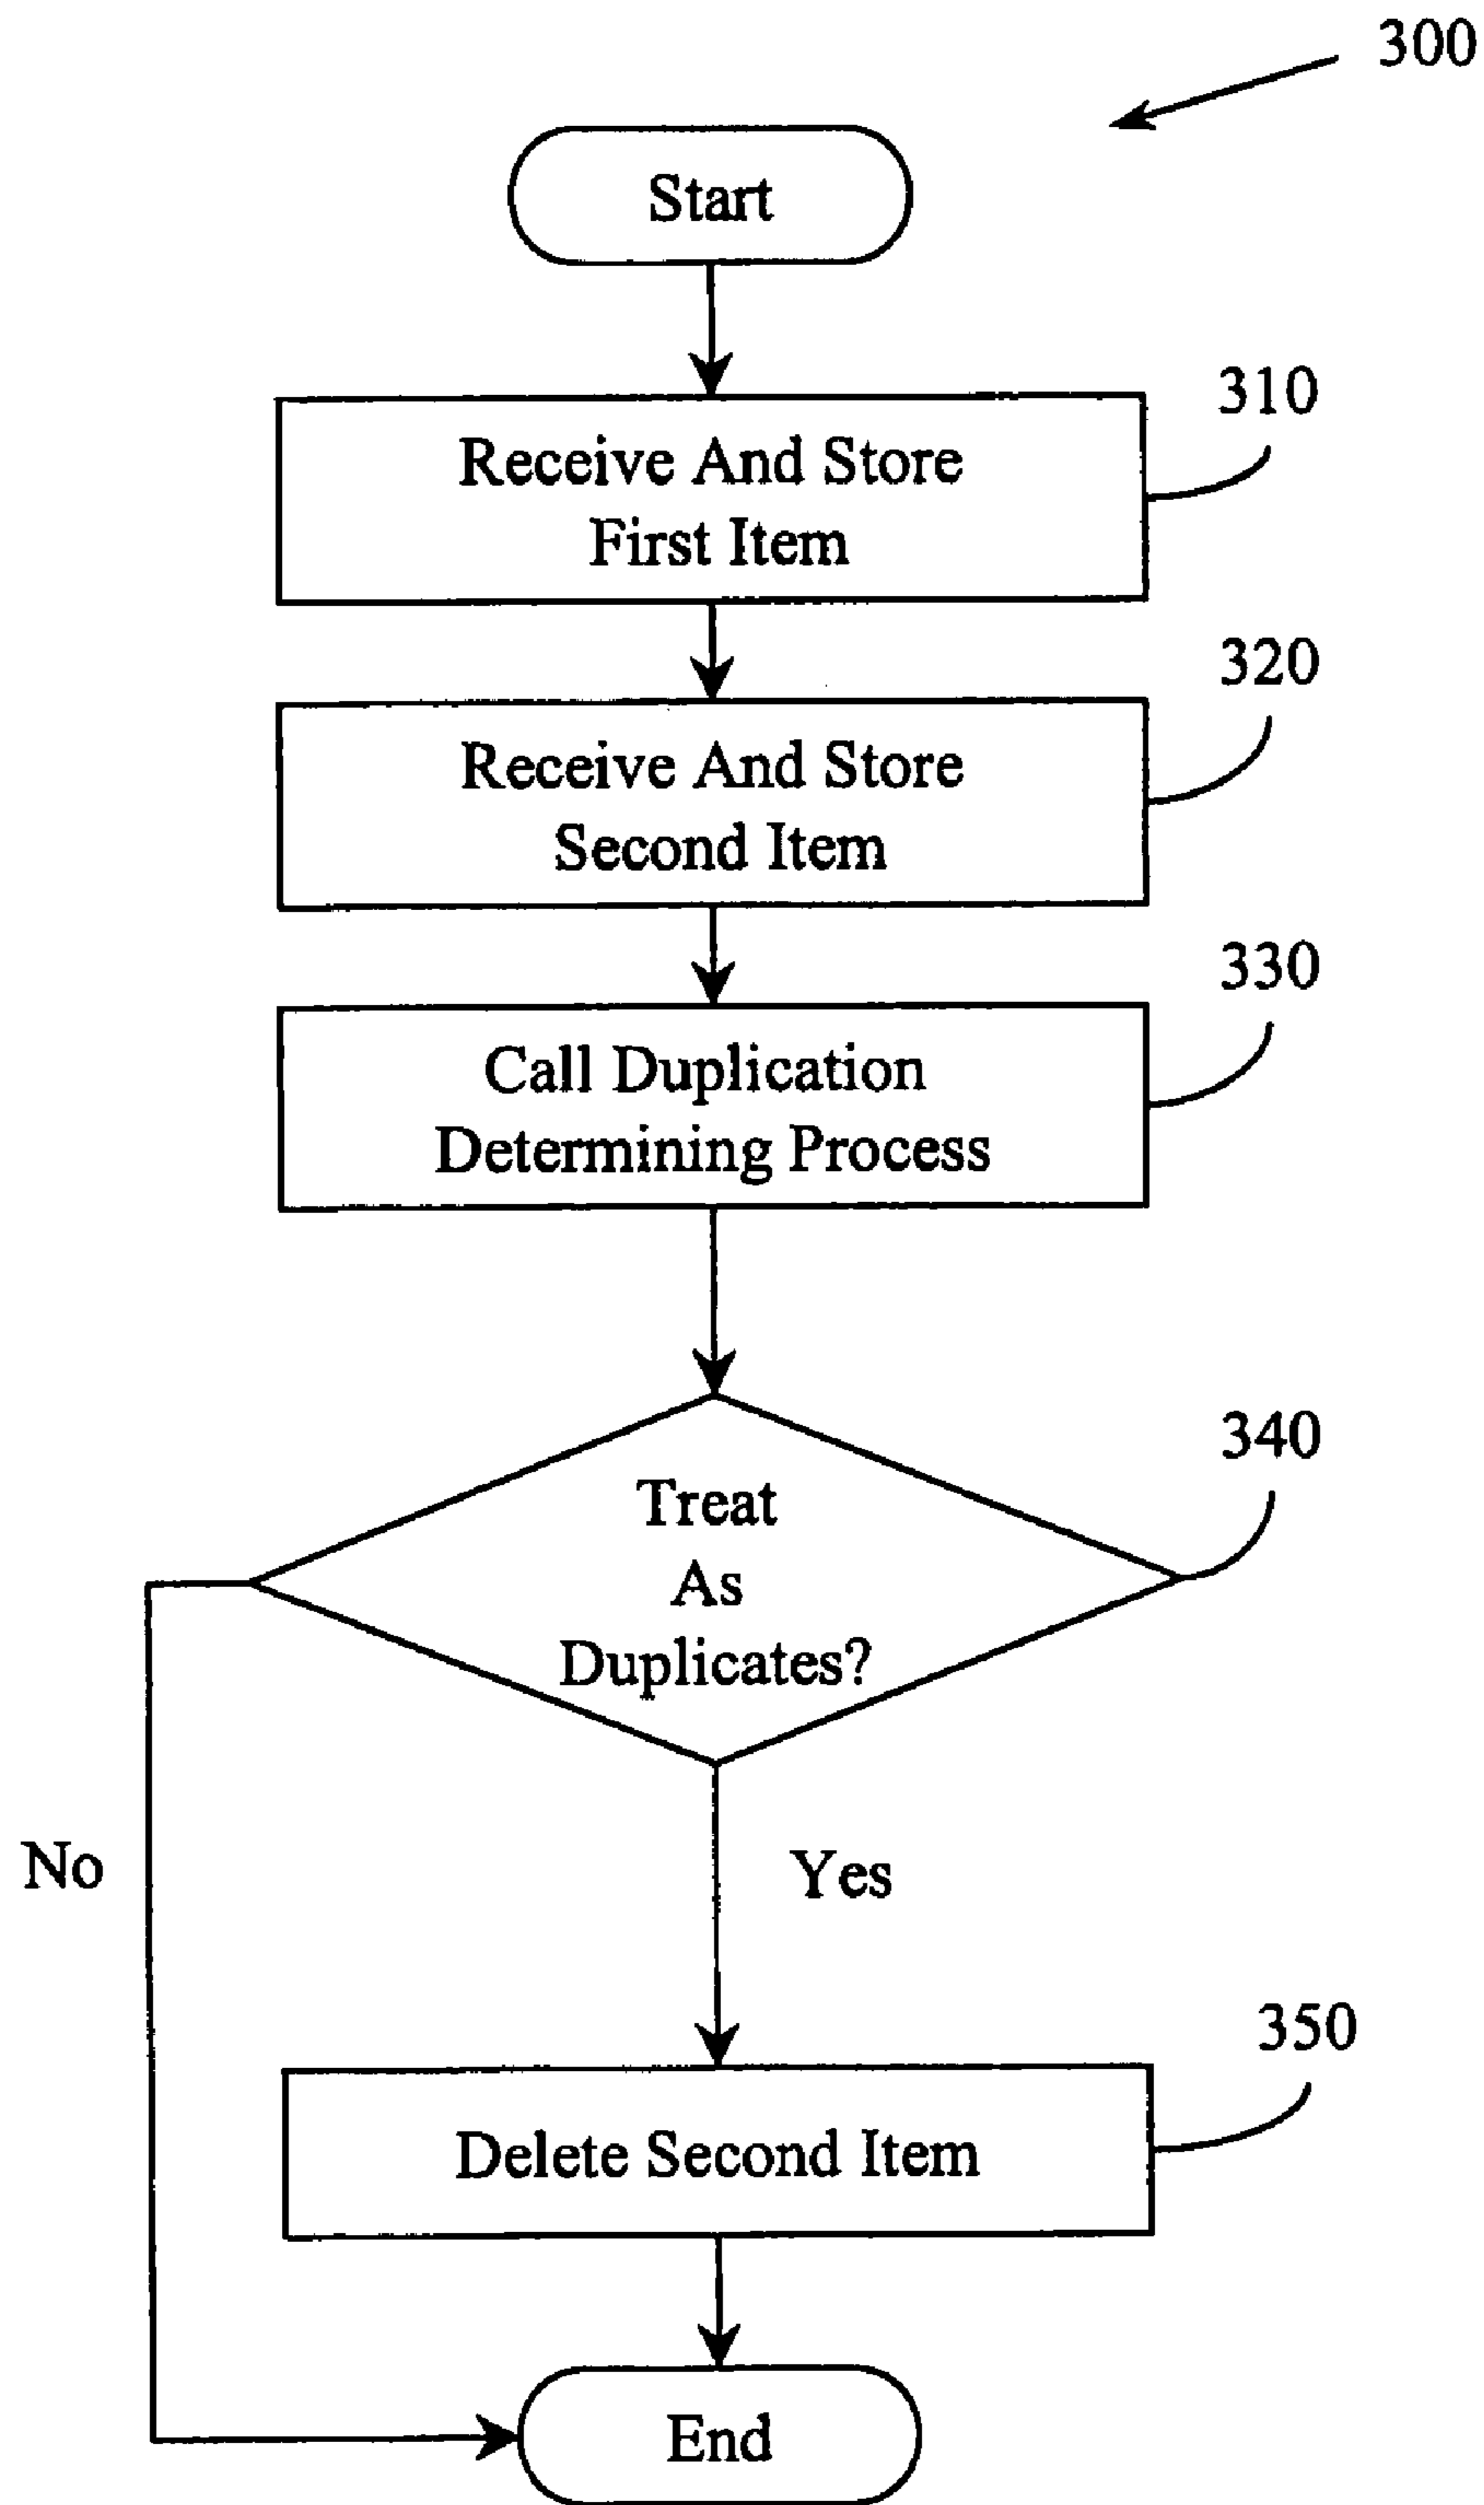 300
Start
310
Receive And Store
First Item
320
Receive And Store
Second Item
330
Call Duplication
Determining Process
340
Treat
As
Duplicates?
No
Yes
350
Delete Second Item
End